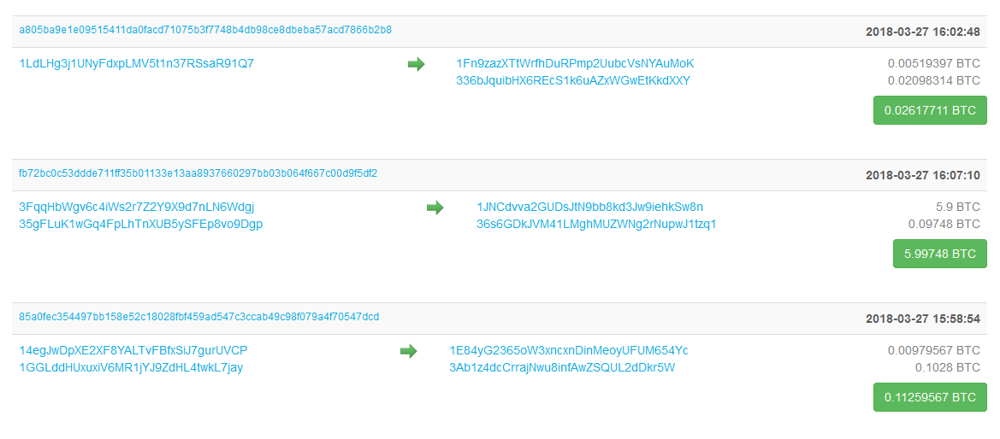 a805ba9e1e09515411da0facd71075b3f7748b4db98ce8dbeba57acd7866b2b8 2018-03-27 16:02:48
1LdLHg3j1UNyFdxpLMV5t1n37RSsaR91Q7 1Fn9zazXTtWrfhDuRPmp2UubcVsNYAuMoK 0.00519397 BTC
336bJquibHX6REcS1k6uAZxWGwEtKkdXXY 0.02098314 BTC
0.02617711 BTC
fb72bc0c53ddde711ff35b01133e13aa8937660297bb03b064f667c00d9f5df2 2018-03-27 16:07:10
3FqqHbWgv6c4iWs2r7Z2Y9X9d7nLN6Wdgj 1JNCdvva2GUDsJtN9bb8kd3Jw9iehkSw8n 5.9 BTC
35gFLuK1wGq4FpLhTnXUB5ySFEp8vo9Dgp 36s6GDkJVM41LMghMUZWNg2rNupwJ1tzq1 0.09748 BTC
5.99748 BTC
85a0fec354497bb158e52c18028fbf459ad547c3ccab49c98f079a4f70547dcd 2018-03-27 15:58:54
14egJwDpXE2XF8YALTvFBfxSiJ7gurUVCP 1E84yG2365oW3xncxnDinMeoyUFUM654Yc 0.00979567 BTC
1GGLddHUxuxiV6MR1jYJ9ZdHL4twkL7jay 3Ab1z4dcCrrajNwu8infAwZSQUL2dDkr5W 0.1028 BTC
0.11259567 BTC